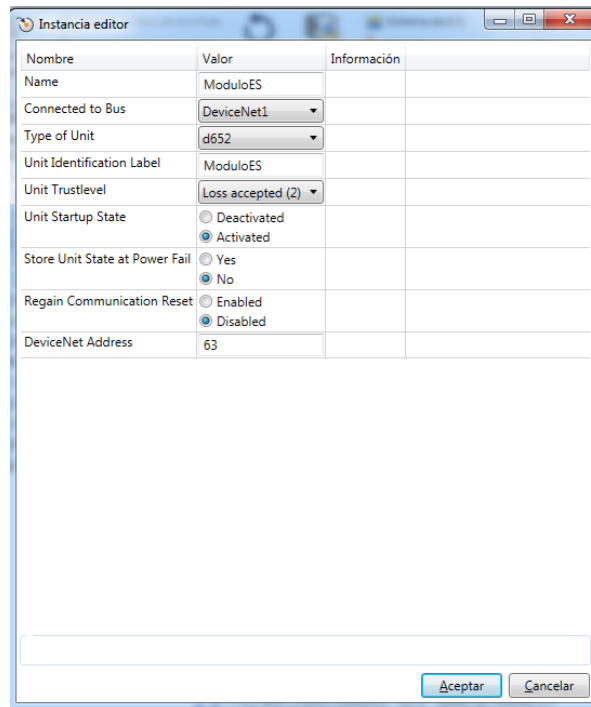 Instancia editor
Nombre Valor Información
Name ModuloES
Connected to Bus DeviceNet1
Type of Unit d652
Unit Identification Label ModuloES
Unit Trustlevel Loss accepted (2)
Unit Startup State Deactivated
Activated
Store Unit State at Power Fail Yes
No
Regain Communication Reset Enabled
Disabled
DeviceNet Address 63
Aceptar Cancelar